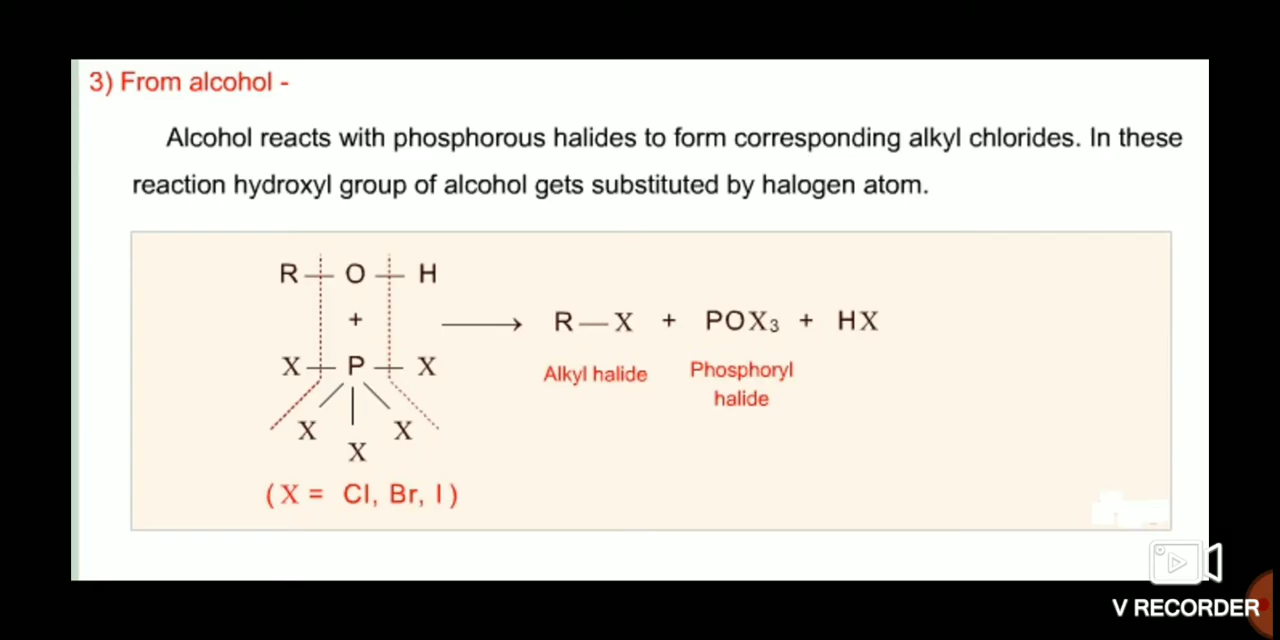 3) From alcohol -
Alcohol reacts with phosphorous halides to form corresponding alkyl chlorides. In these
reaction hydroxyl group of alcohol gets substituted by halogen atom.
R — O — H
+
X — P — X
X X X
(X = Cl, Br, I)
R — X + POX₃ + HX
Alkyl halide
Phosphoryl
halide
V RECORDER